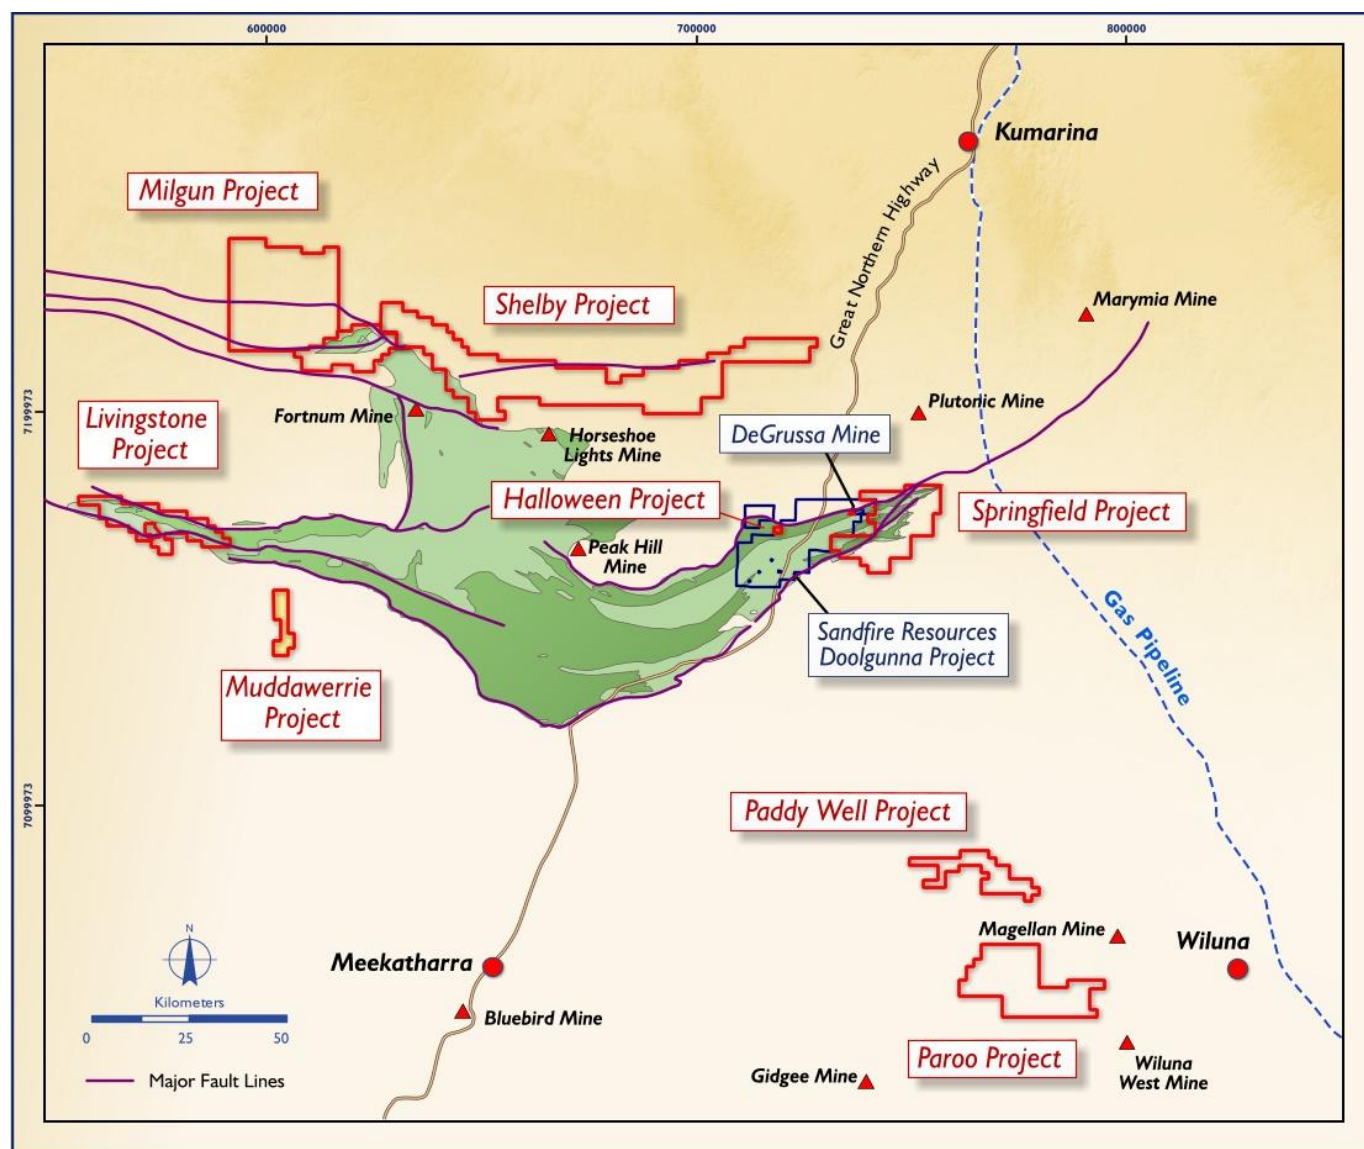 600000
700000
800000
Kumarina
Milgun Project
Great Northern Highway
Shelby Project
Marymia Mine
7199973
Livingstone
Project
Fortnum Mine
Plutonic Mine
DeGrussa Mine
Horseshoe
Lights Mine
Halloween Project
Springfield Project
Peak Hill
Mine
Gas Pipeline
Sandfire Resources
Doolgunna Project
Muddawerrie
Project
7099973
Paddy Well Project
Magellan Mine
Wiluna
N
Meekatharra
Kilometers
0
25
50
Bluebird Mine
Paroo Project
Wiluna
West Mine
Gidgee Mine
Major Fault Lines